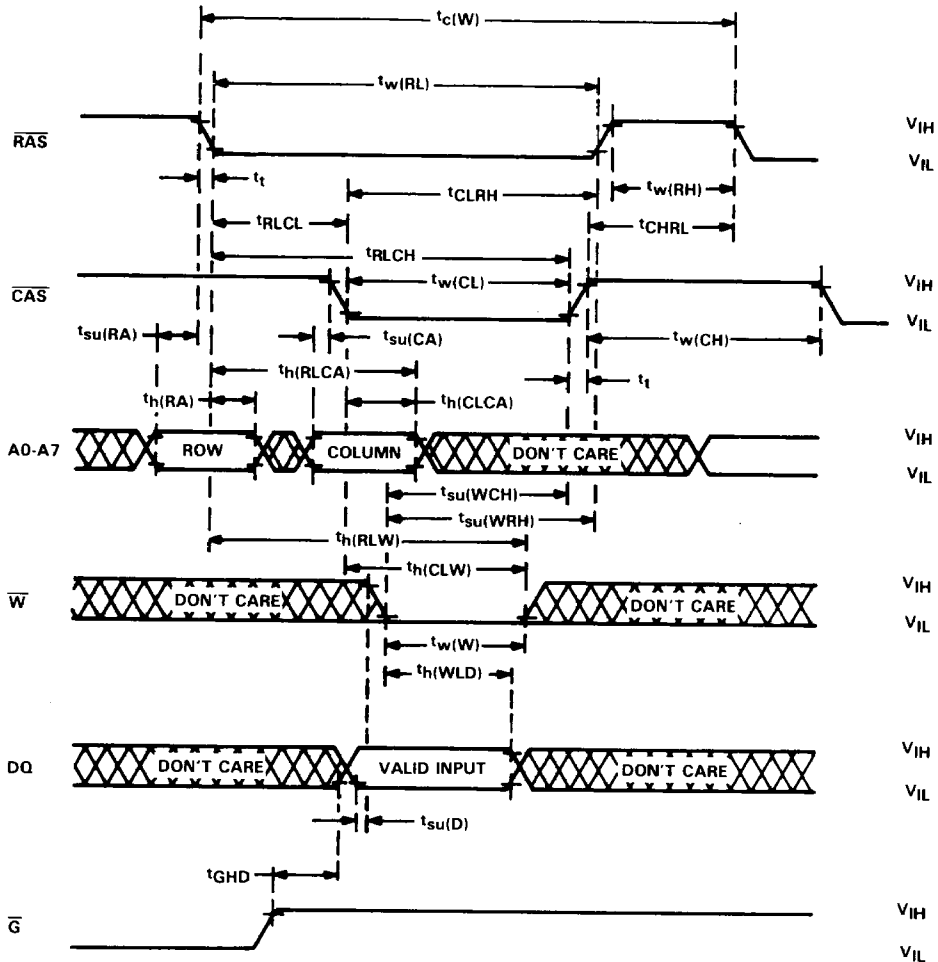 tc(W)
tw(RL)
RAS
VIH
VIL
tt
tCLRH
tw(RH)
tRLCL
tCHRL
tRLCH
CAS
tw(CL)
VIH
VIL
tsu(RA)
tsu(CA)
tw(CH)
th(RLCA)
tt
th(RA)
th(CLCA)
A0-A7
ROW
COLUMN
DON'T CARE
VIH
VIL
tsu(WCH)
tsu(WRH)
th(RLW)
th(CLW)
W
DON'T CARE
DON'T CARE
VIH
VIL
tw(W)
th(WLD)
DQ
DON'T CARE
VALID INPUT
DON'T CARE
VIH
VIL
tsu(D)
tGHD
G
VIH
VIL